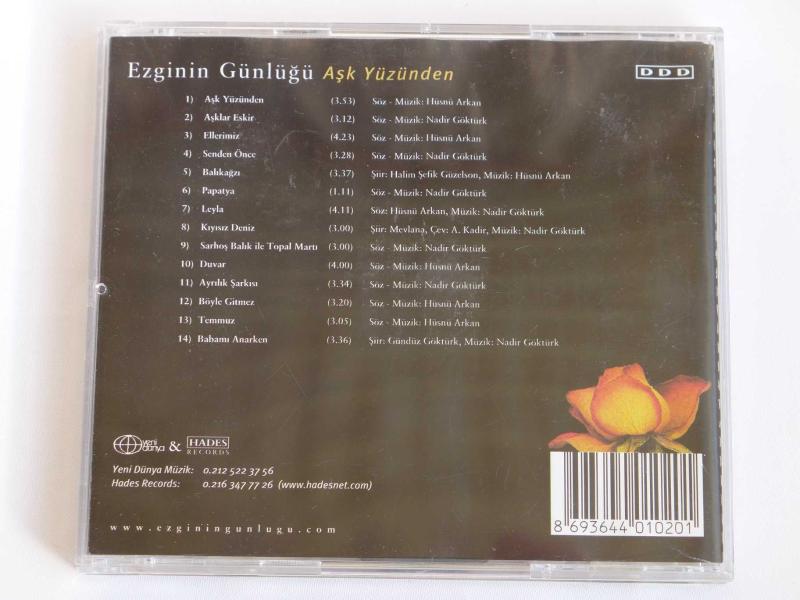 Ezginin Günlüğü Aşk Yüzünden DDD
1) Aşk Yüzünden (3.53) Söz - Müzik: Hüsnü Arkan
2) Aşklar Eskir (3.12) Söz - Müzik: Nadir Göktürk
3) Ellerimiz (4.23) Söz - Müzik: Hüsnü Arkan
4) Senden Önce (3.28) Söz - Müzik: Nadir Göktürk
5) Balıkağzı (3.37) Şiir: Halim Şefik Güzelson, Müzik: Hüsnü Arkan
6) Papatya (1.11) Söz - Müzik: Nadir Göktürk
7) Leyla (4.11) Söz: Hüsnü Arkan, Müzik: Nadir Göktürk
8) Kıyısız Deniz (3.00) Şiir: Mevlana, Çev: A. Kadir, Müzik: Nadir Göktürk
9) Sarhoş Balık ile Topal Martı (3.00) Söz - Müzik: Nadir Göktürk
10) Duvar (4.00) Söz - Müzik: Hüsnü Arkan
11) Ayrılık Şarkısı (3.34) Söz - Müzik: Nadir Göktürk
12) Böyle Gitmez (3.20) Söz - Müzik: Hüsnü Arkan
13) Temmuz (3.05) Söz - Müzik: Hüsnü Arkan
14) Babamı Anarken (3.36) Şiir: Gündüz Göktürk, Müzik: Nadir Göktürk
yeni dünya & HADES RECORDS
Yeni Dünya Müzik: 0.212 522 37 56
Hades Records: 0.216 347 77 26 (www.hadesnet.com)
www.ezginingunlugu.com
8 693644 010201